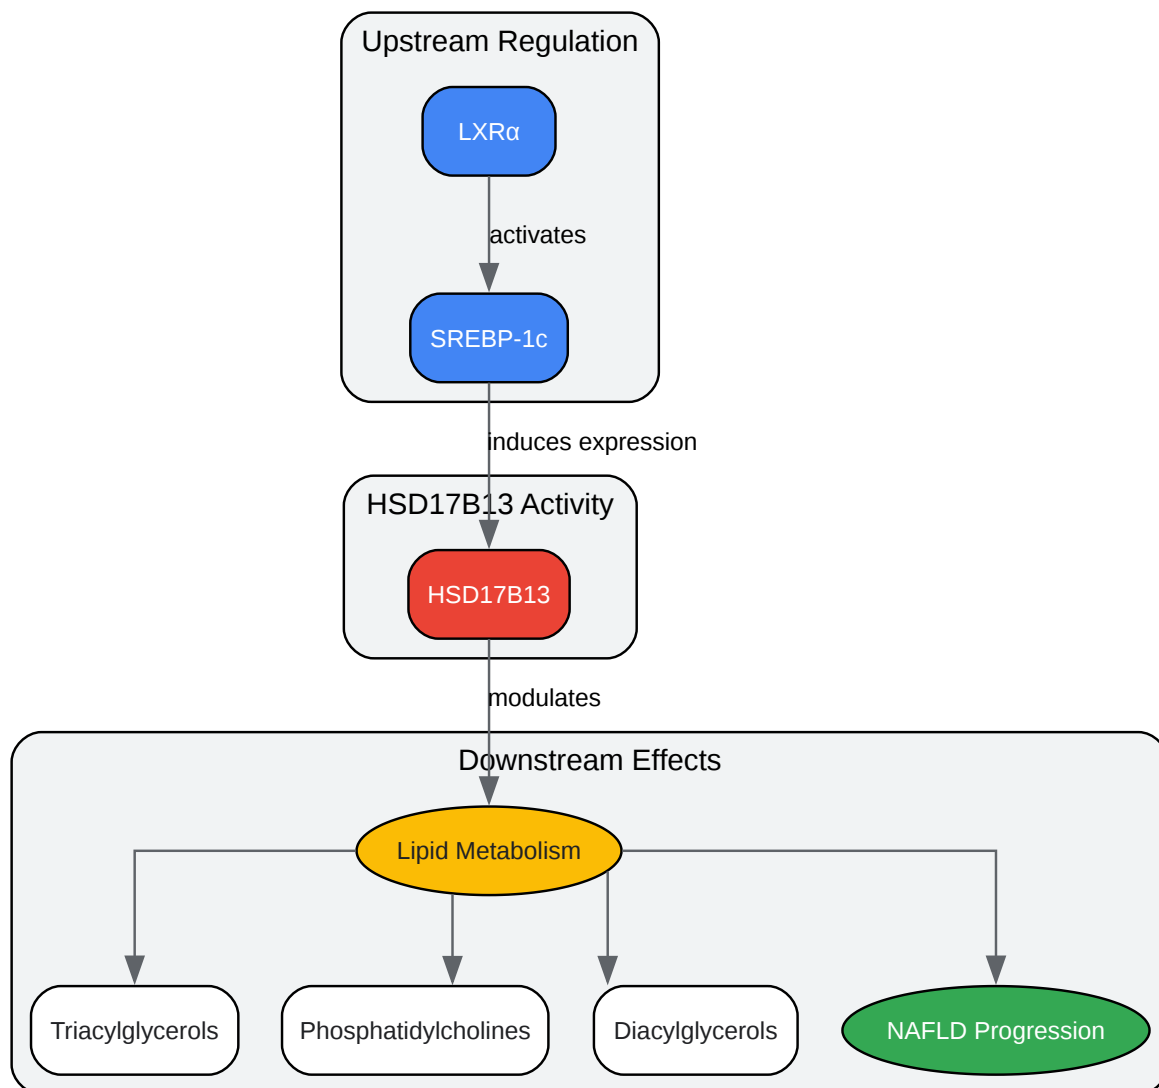 Upstream Regulation
LXRα
activates
SREBP-1c
induces expression
HSD17B13 Activity
HSD17B13
modulates
Downstream Effects
Lipid Metabolism
Triacylglycerols
Phosphatidylcholines
Diacylglycerols
NAFLD Progression